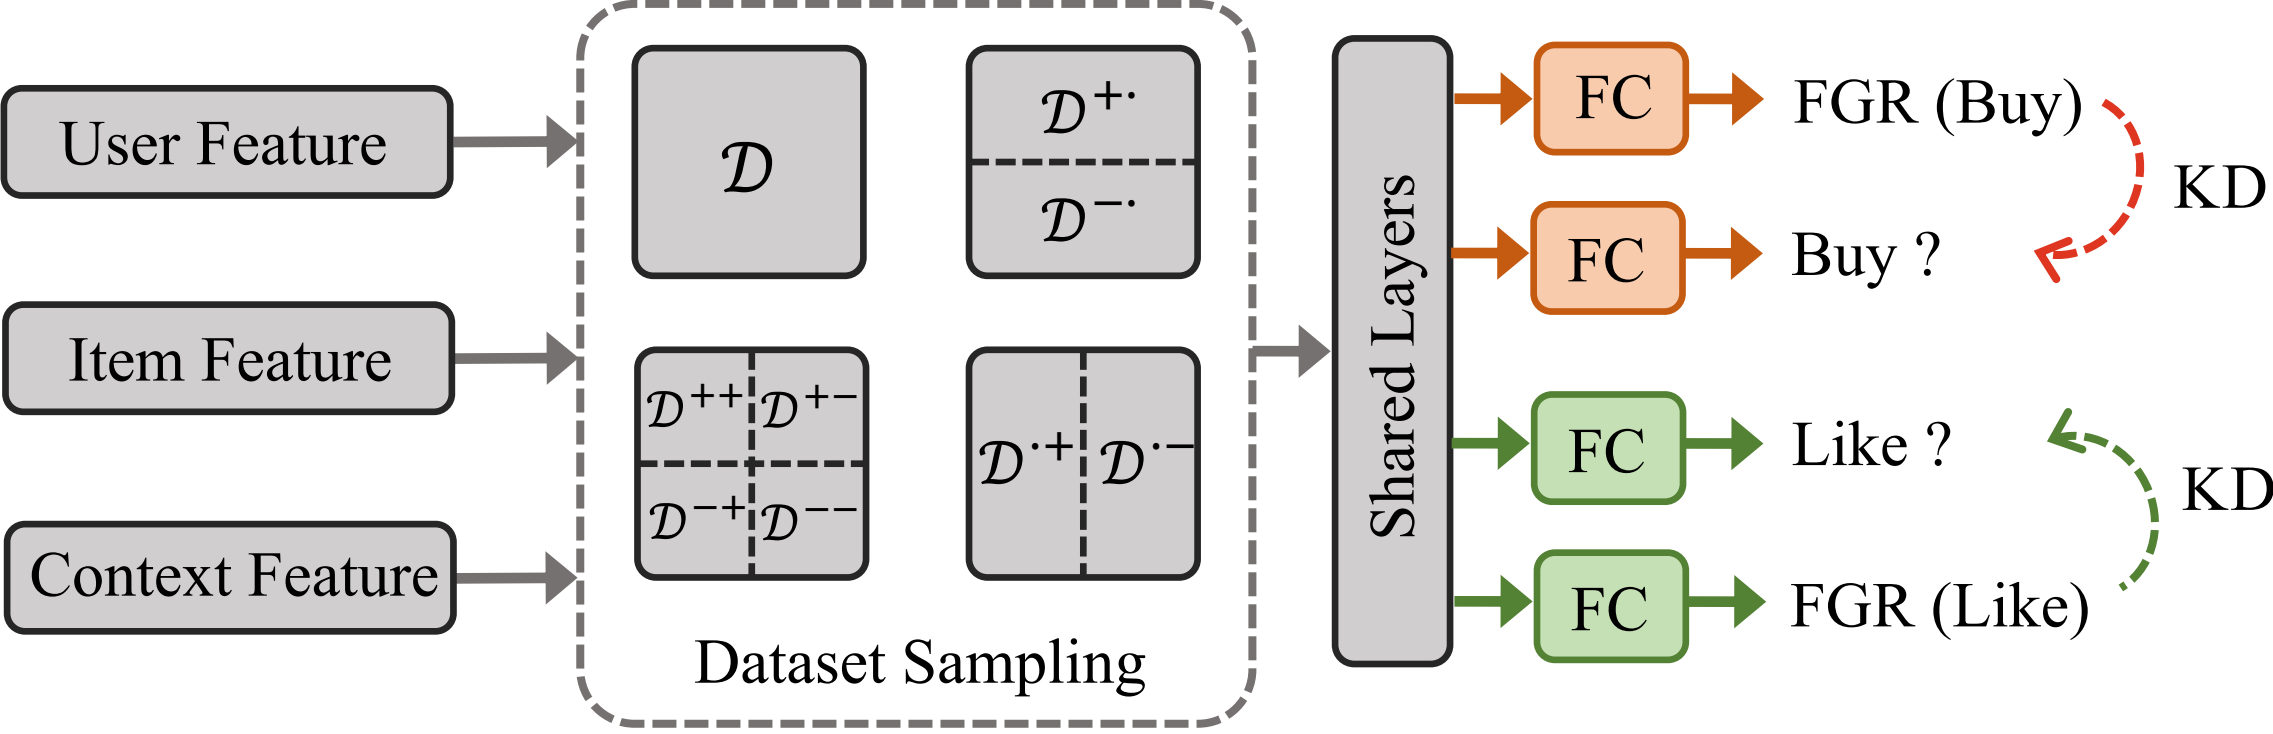 User Feature
Item Feature
Context Feature
𝒟
𝒟⁺˙
𝒟⁻˙
𝒟⁺⁺ 𝒟⁺⁻
𝒟⁻⁺ 𝒟⁻⁻
𝒟˙⁺ 𝒟˙⁻
Dataset Sampling
Shared Layers
FC
FGR (Buy)
FC
Buy ?
KD
FC
Like ?
FC
FGR (Like)
KD